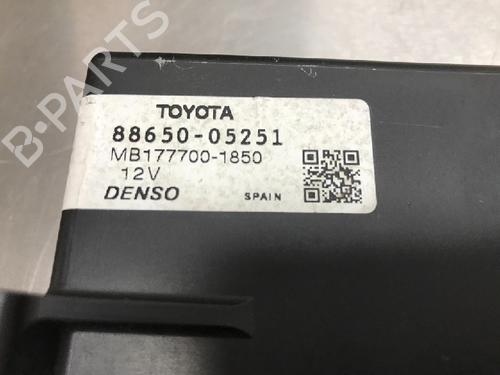 TOYOTA
88650-05251
MB177700-1850
12V
DENSO SPAIN
B-PARTS